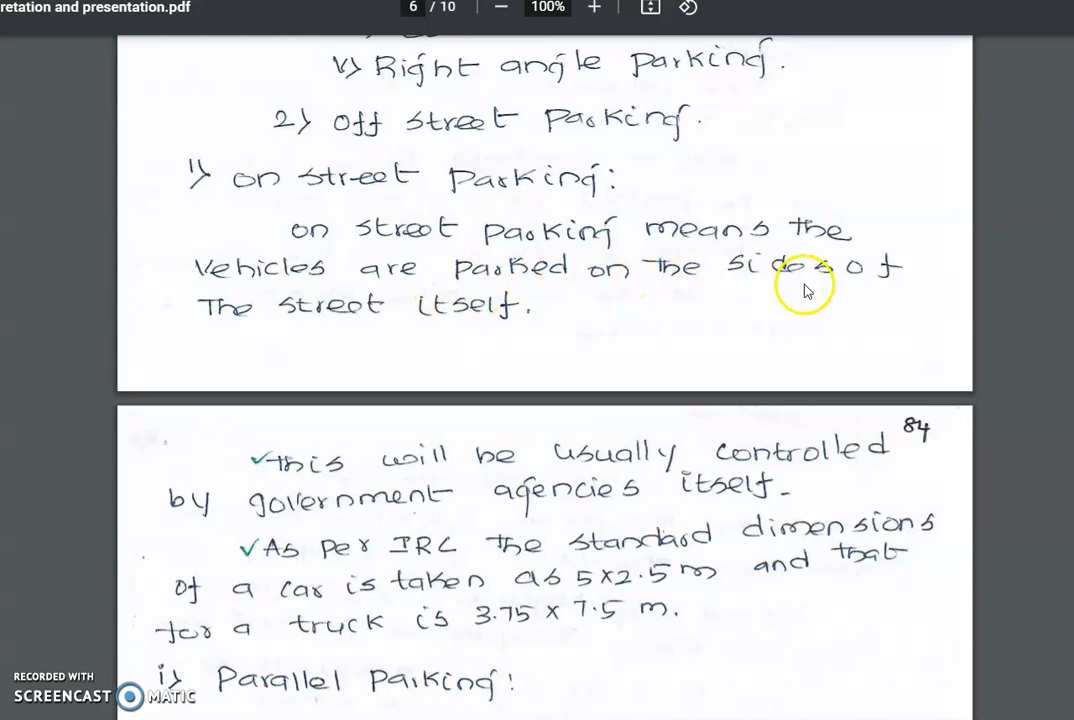 retation and presentation.pdf
6 / 10
100%
v> Right angle parking.
2> off street parking.
1> on street parking:
on street parking means the
vehicles are parked on the sides of
The street itself.
84
✓This will be usually controlled
by government agencies itself.
✓As per IRC the standard dimensions
of a car is taken as 5x2.5 m and that
for a truck is 3.75 x 7.5 m.
i> Parallel Parking:
RECORDED WITH
SCREENCAST MATIC